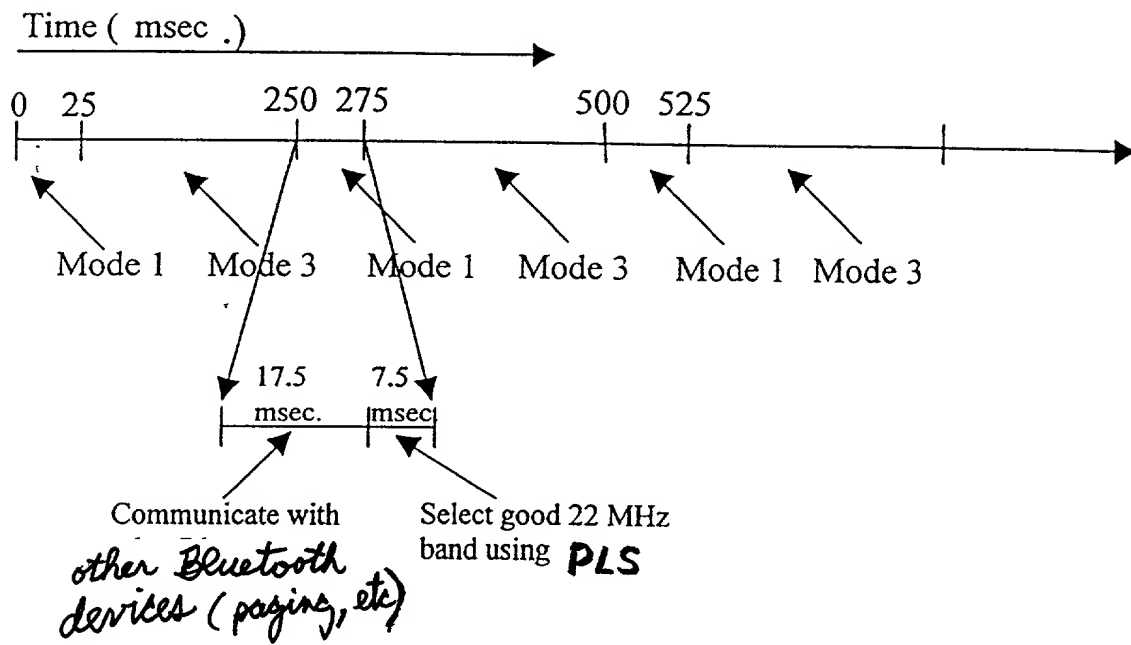 Time ( msec .)
0 25 250 275 500 525
Mode 1 Mode 3 Mode 1 Mode 3 Mode 1 Mode 3
17.5 7.5
msec. msec
Communicate with
other Bluetooth
devices (paging, etc)
Select good 22 MHz
band using PLS